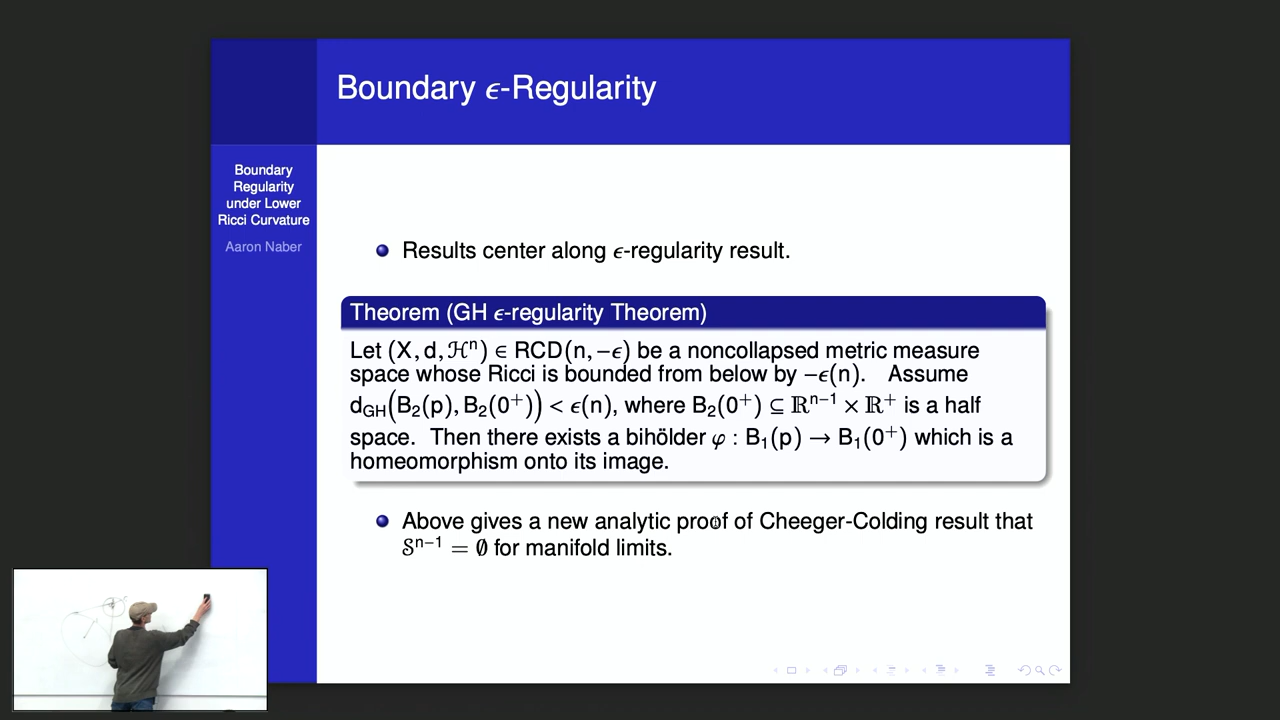 Boundary ϵ-Regularity
Boundary
Regularity
under Lower
Ricci Curvature
Aaron Naber
Results center along ϵ-regularity result.
Theorem (GH ϵ-regularity Theorem)
Let (X, d, ℋⁿ) ∈ RCD(n, −ϵ) be a noncollapsed metric measure
space whose Ricci is bounded from below by −ϵ(n). Assume
d_GH(B₂(p), B₂(0⁺)) < ϵ(n), where B₂(0⁺) ⊆ ℝⁿ⁻¹ × ℝ⁺ is a half
space. Then there exists a bihölder φ : B₁(p) → B₁(0⁺) which is a
homeomorphism onto its image.
Above gives a new analytic proof of Cheeger-Colding result that
𝒮ⁿ⁻¹ = ∅ for manifold limits.